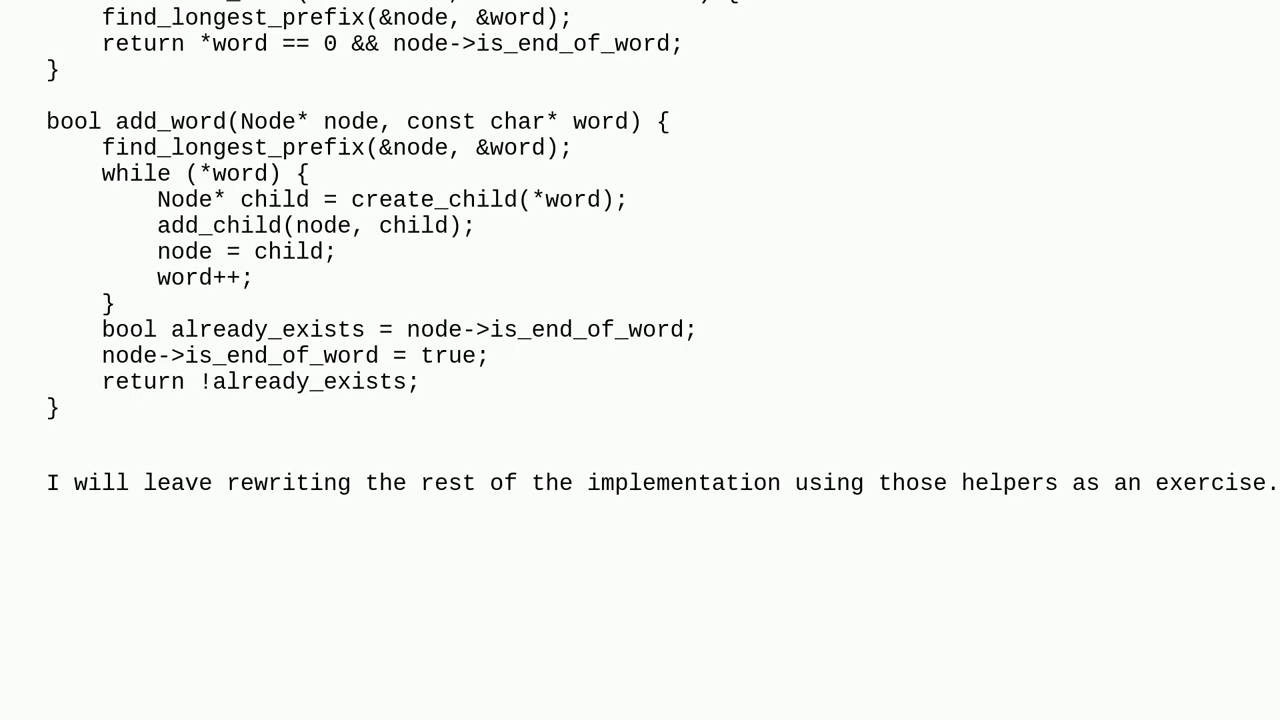 find_longest_prefix(&node, &word);
return *word == 0 && node->is_end_of_word;
}
bool add_word(Node* node, const char* word) {
find_longest_prefix(&node, &word);
while (*word) {
Node* child = create_child(*word);
add_child(node, child);
node = child;
word++;
}
bool already_exists = node->is_end_of_word;
node->is_end_of_word = true;
return !already_exists;
}
I will leave rewriting the rest of the implementation using those helpers as an exercise.